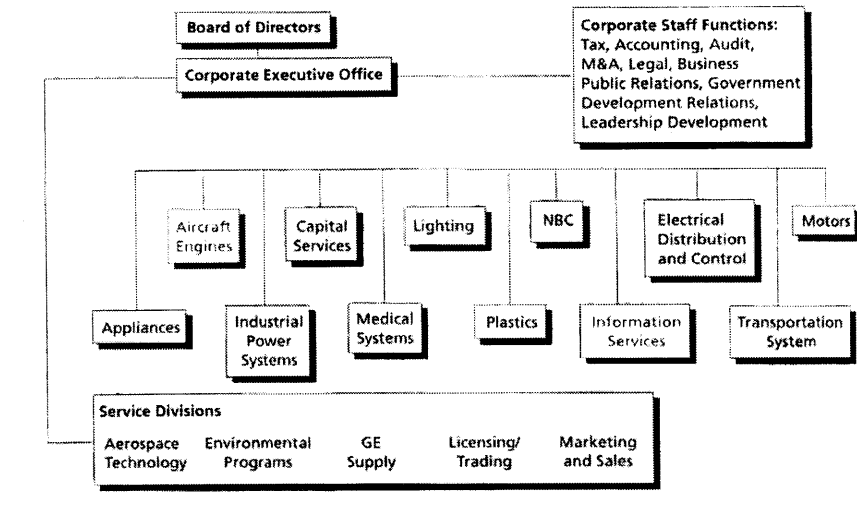 Board of Directors
Corporate Executive Office
Corporate Staff Functions:
Tax, Accounting, Audit,
M&A, Legal, Business
Public Relations, Government
Development Relations,
Leadership Development
Aircraft
Engines
Capital
Services
Lighting
NBC
Electrical
Distribution
and Control
Motors
Appliances
Industrial
Power
Systems
Medical
Systems
Plastics
Information
Services
Transportation
System
Service Divisions
Aerospace
Technology
Environmental
Programs
GE
Supply
Licensing/
Trading
Marketing
and Sales